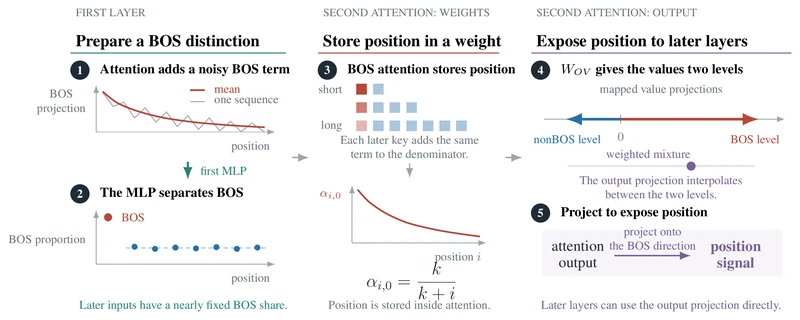 FIRST LAYER
Prepare a BOS distinction
1 Attention adds a noisy BOS term
BOS
projection
mean
one sequence
position
first MLP
2 The MLP separates BOS
BOS
BOS proportion
position
Later inputs have a nearly fixed BOS share.
SECOND ATTENTION: WEIGHTS
Store position in a weight
3 BOS attention stores position
short
long
Each later key adds the same
term to the denominator.
α_{i,0}
position i
α_{i,0} = k / (k + i)
Position is stored inside attention.
SECOND ATTENTION: OUTPUT
Expose position to later layers
4 W_{OV} gives the values two levels
mapped value projections
nonBOS level
0
BOS level
weighted mixture
The output projection interpolates
between the two levels.
5 Project to expose position
attention
output
project onto
the BOS direction
position
signal
Later layers can use the output projection directly.